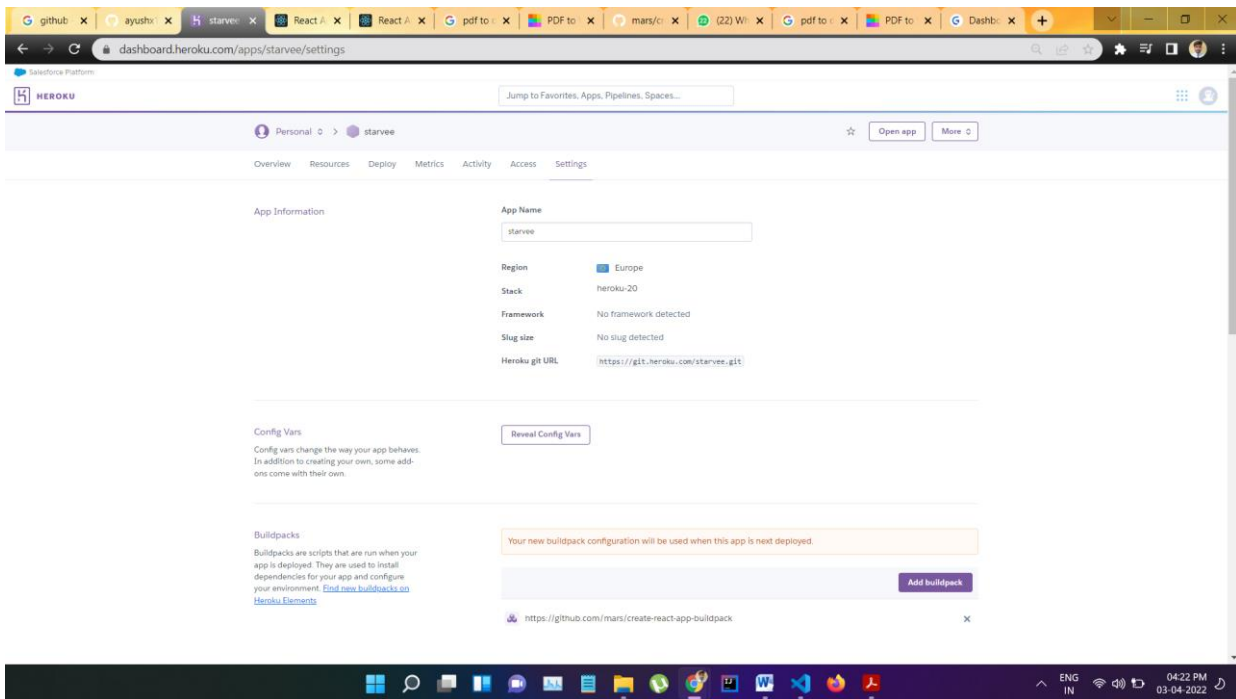 github -
ayushx1
starvee
React A
React A
pdf to c
PDF to
mars/cr
(22) Wh
pdf to c
PDF to
Dashbo
dashboard.heroku.com/apps/starvee/settings
Salesforce Platform
HEROKU
Jump to Favorites, Apps, Pipelines, Spaces...
Personal > starvee
Open app
More
Overview Resources Deploy Metrics Activity Access Settings
App Information
App Name
starvee
Region Europe
Stack heroku-20
Framework No framework detected
Slug size No slug detected
Heroku git URL https://git.heroku.com/starvee.git
Config Vars
Config vars change the way your app behaves.
In addition to creating your own, some add-
ons come with their own.
Reveal Config Vars
Buildpacks
Buildpacks are scripts that are run when your
app is deployed. They are used to install
dependencies for your app and configure
your environment. Find new buildpacks on
Heroku Elements
Your new buildpack configuration will be used when this app is next deployed.
Add buildpack
https://github.com/mars/create-react-app-buildpack
ENG
IN
04:22 PM
03-04-2022